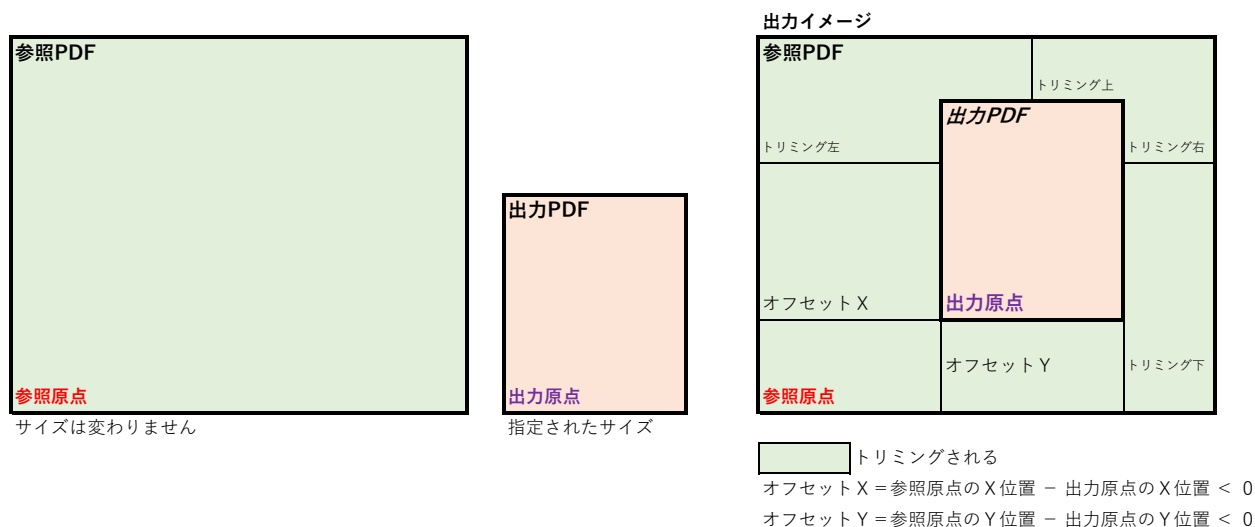 出力イメージ
参照PDF
参照PDF
トリミング上
出力PDF
トリミング左
トリミング右
出力PDF
オフセットX
出力原点
オフセットY
トリミング下
参照原点
出力原点
参照原点
サイズは変わりません
指定されたサイズ
トリミングされる
オフセットX＝参照原点のX位置 － 出力原点のX位置 ＜ 0
オフセットY＝参照原点のY位置 － 出力原点のY位置 ＜ 0